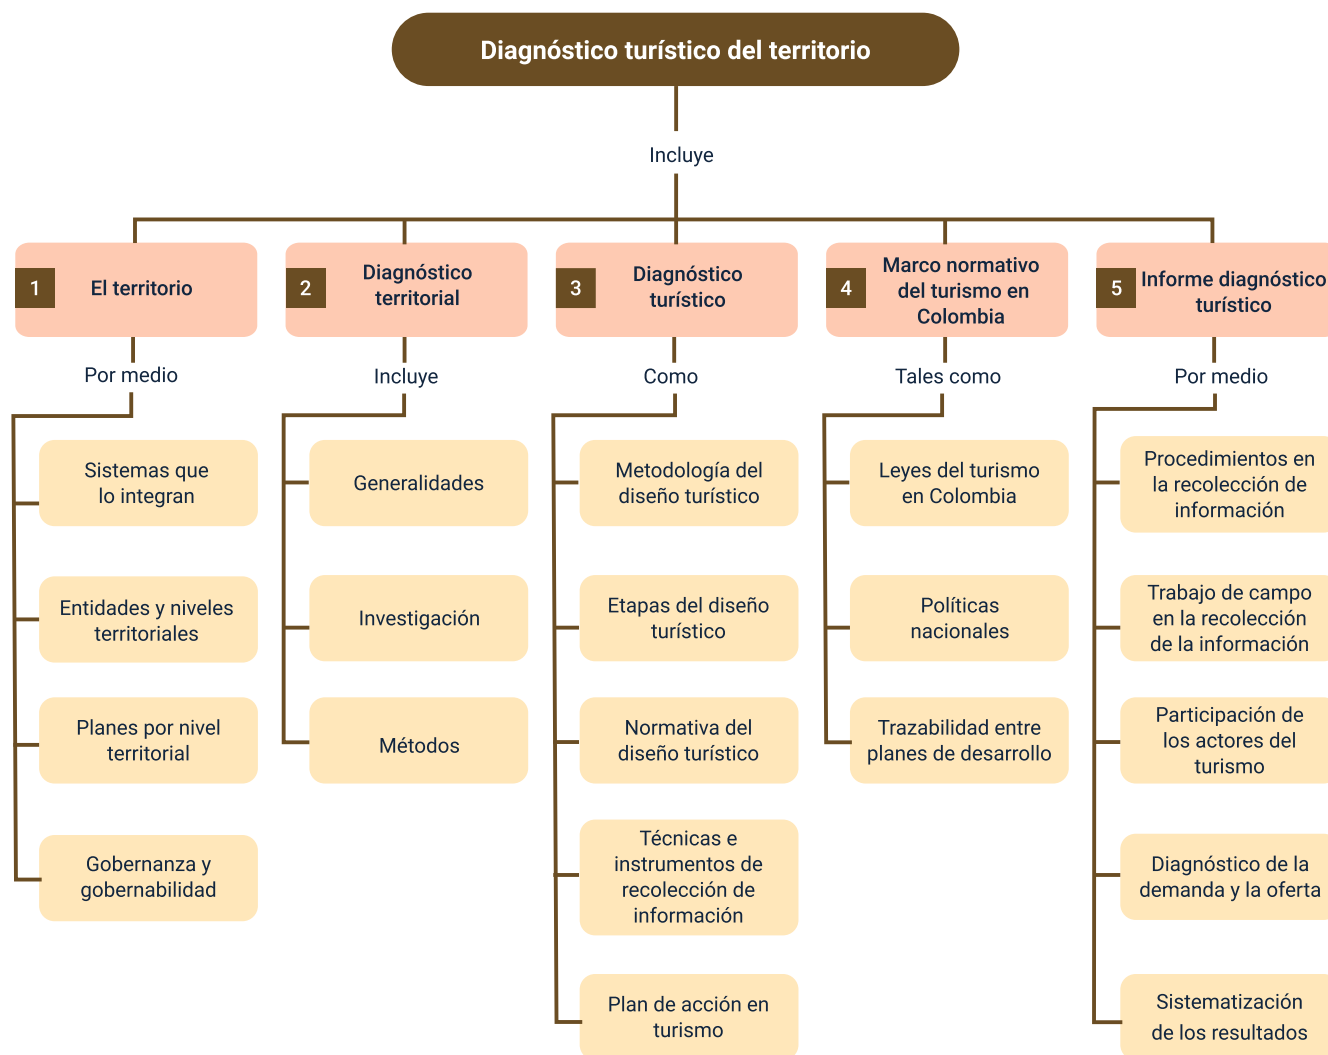 Diagnóstico turístico del territorio
Incluye
1
El territorio
Por medio
Sistemas que
lo integran
Entidades y niveles
territoriales
Planes por nivel
territorial
Gobernanza y
gobernabilidad
2
Diagnóstico
territorial
Incluye
Generalidades
Investigación
Métodos
3
Diagnóstico
turístico
Como
Metodología del
diseño turístico
Etapas del diseño
turístico
Normativa del
diseño turístico
Técnicas e
instrumentos de
recolección de
información
Plan de acción en
turismo
4
Marco normativo
del turismo en
Colombia
Tales como
Leyes del turismo
en Colombia
Políticas
nacionales
Trazabilidad entre
planes de desarrollo
5
Informe diagnóstico
turístico
Por medio
Procedimientos en
la recolección de
información
Trabajo de campo
en la recolección
de la información
Participación de
los actores del
turismo
Diagnóstico de la
demanda y la oferta
Sistematización
de los resultados